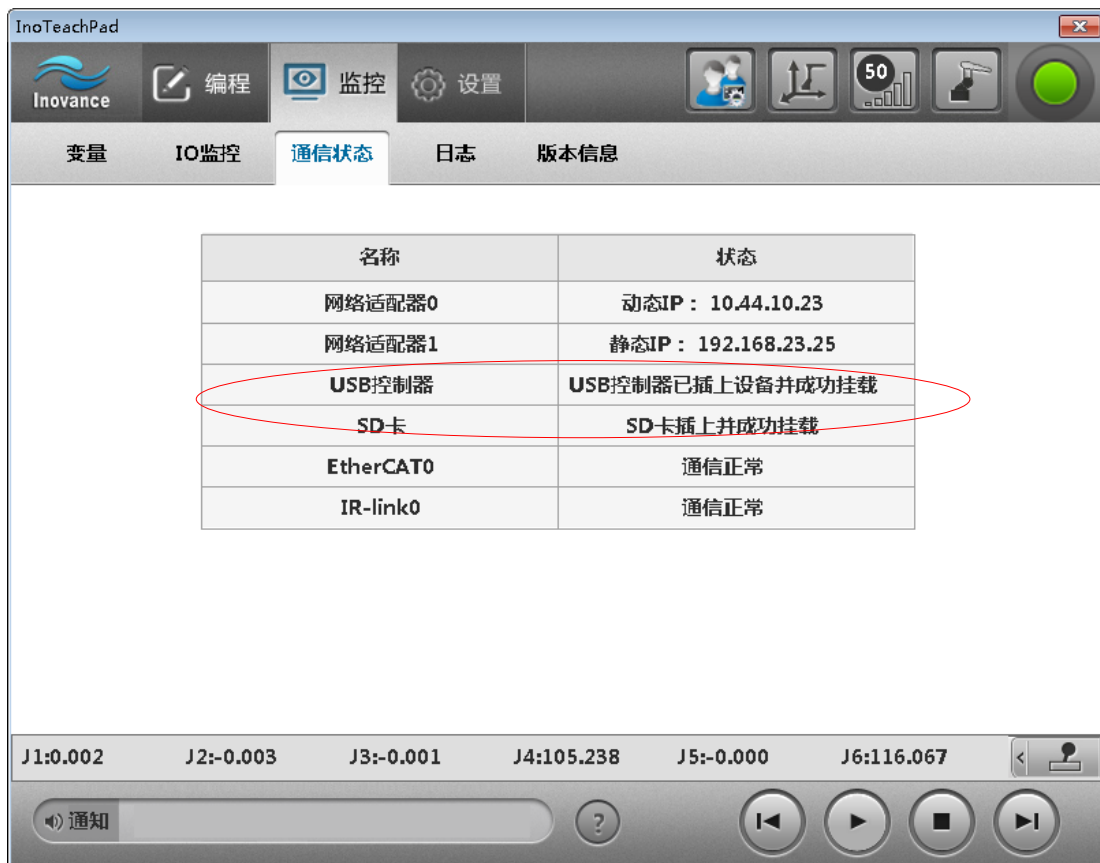 InoTeachPad
Inovance 编程 监控 设置 50
变量 IO监控 通信状态 日志 版本信息
名称 状态
网络适配器0 动态IP： 10.44.10.23
网络适配器1 静态IP： 192.168.23.25
USB控制器 USB控制器已插上设备并成功挂载
SD卡 SD卡插上并成功挂载
EtherCAT0 通信正常
IR-link0 通信正常
J1:0.002 J2:-0.003 J3:-0.001 J4:105.238 J5:-0.000 J6:116.067 <
通知 ?